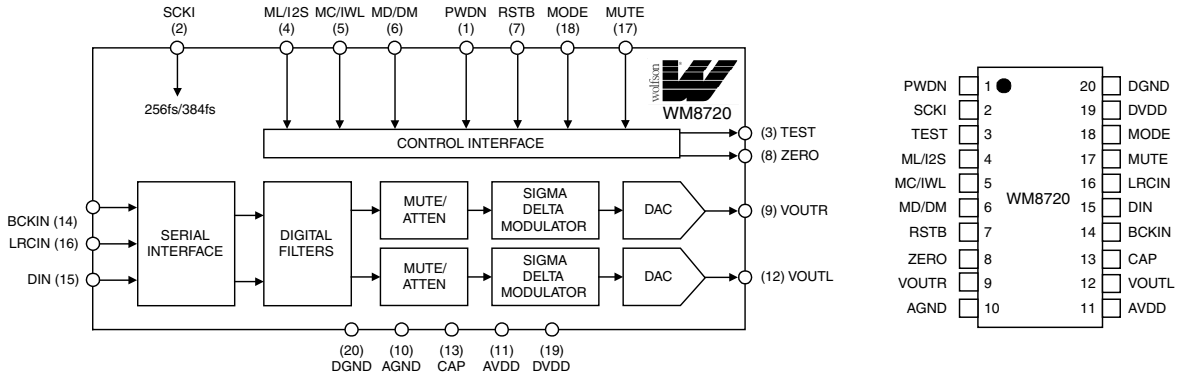 SCKI
(2)
ML/I2S
(4)
MC/IWL
(5)
MD/DM
(6)
PWDN
(1)
RSTB
(7)
MODE
(18)
MUTE
(17)
256fs/384fs
wolfson
WM8720
CONTROL INTERFACE
(3) TEST
(8) ZERO
BCKIN (14)
LRCIN (16)
DIN (15)
SERIAL
INTERFACE
DIGITAL
FILTERS
MUTE/
ATTEN
SIGMA
DELTA
MODULATOR
DAC
(9) VOUTR
MUTE/
ATTEN
SIGMA
DELTA
MODULATOR
DAC
(12) VOUTL
(20)
DGND
(10)
AGND
(13)
CAP
(11)
AVDD
(19)
DVDD
PWDN 1 20 DGND
SCKI 2 19 DVDD
TEST 3 18 MODE
ML/I2S 4 17 MUTE
MC/IWL 5 16 LRCIN
WM8720
MD/DM 6 15 DIN
RSTB 7 14 BCKIN
ZERO 8 13 CAP
VOUTR 9 12 VOUTL
AGND 10 11 AVDD